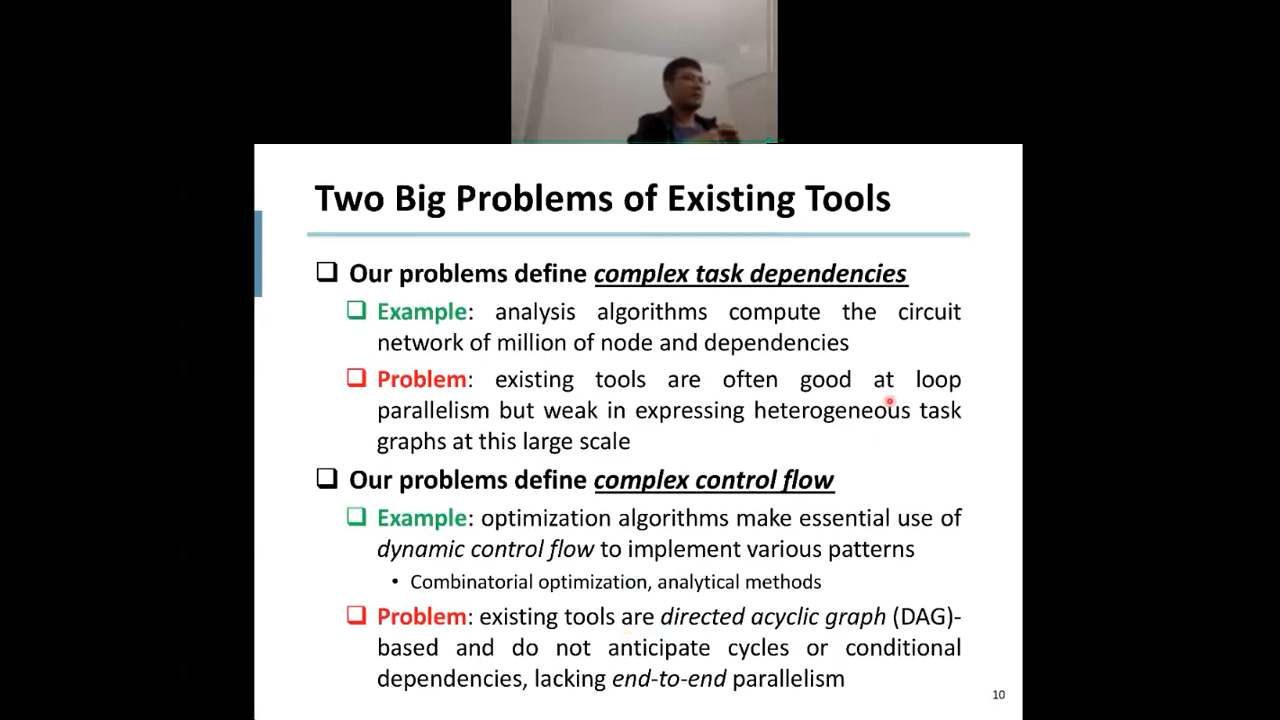 Two Big Problems of Existing Tools
Our problems define complex task dependencies
Example: analysis algorithms compute the circuit
network of million of node and dependencies
Problem: existing tools are often good at loop
parallelism but weak in expressing heterogeneous task
graphs at this large scale
Our problems define complex control flow
Example: optimization algorithms make essential use of
dynamic control flow to implement various patterns
• Combinatorial optimization, analytical methods
Problem: existing tools are directed acyclic graph (DAG)-
based and do not anticipate cycles or conditional
dependencies, lacking end-to-end parallelism
10